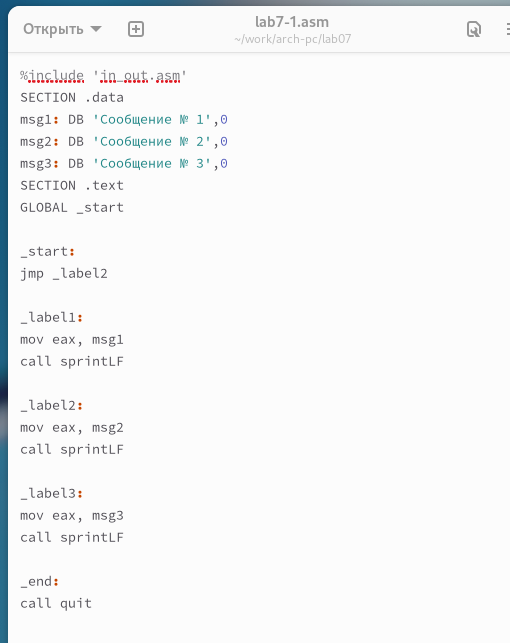 Открыть
lab7-1.asm
~/work/arch-pc/lab07
%include 'in_out.asm'
SECTION .data
msg1: DB 'Сообщение № 1',0
msg2: DB 'Сообщение № 2',0
msg3: DB 'Сообщение № 3',0
SECTION .text
GLOBAL _start
_start:
jmp _label2
_label1:
mov eax, msg1
call sprintLF
_label2:
mov eax, msg2
call sprintLF
_label3:
mov eax, msg3
call sprintLF
_end:
call quit